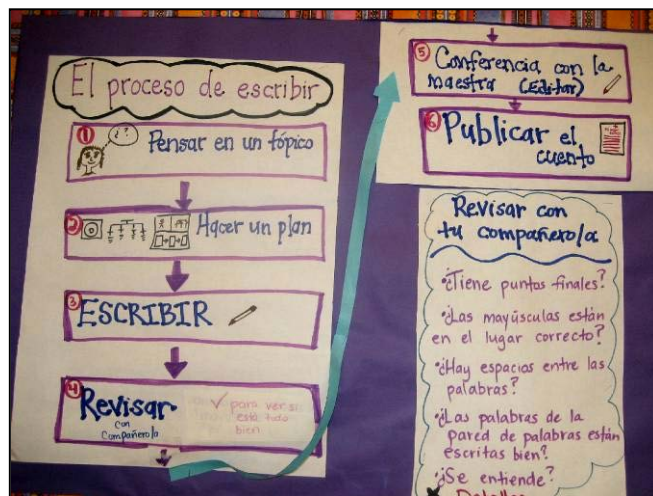 El proceso de escribir
1
¿?
Pensar en un tópico
2
Hacer un plan
3
ESCRIBIR
4
Revisar
con
Compañero/a
✓ para ver si
está todo
bien
5
Conferencia con la
maestra (Editar)
6
Publicar el
cuento
Revisar con
tu compañero/a
•¿Tiene puntos finales?
•¿Las mayúsculas están
en el lugar correcto?
•¿Hay espacios entre las
palabras?
•¿Las palabras de la
pared de palabras están
escritas bien?
•¿Se entiende?
Detalles